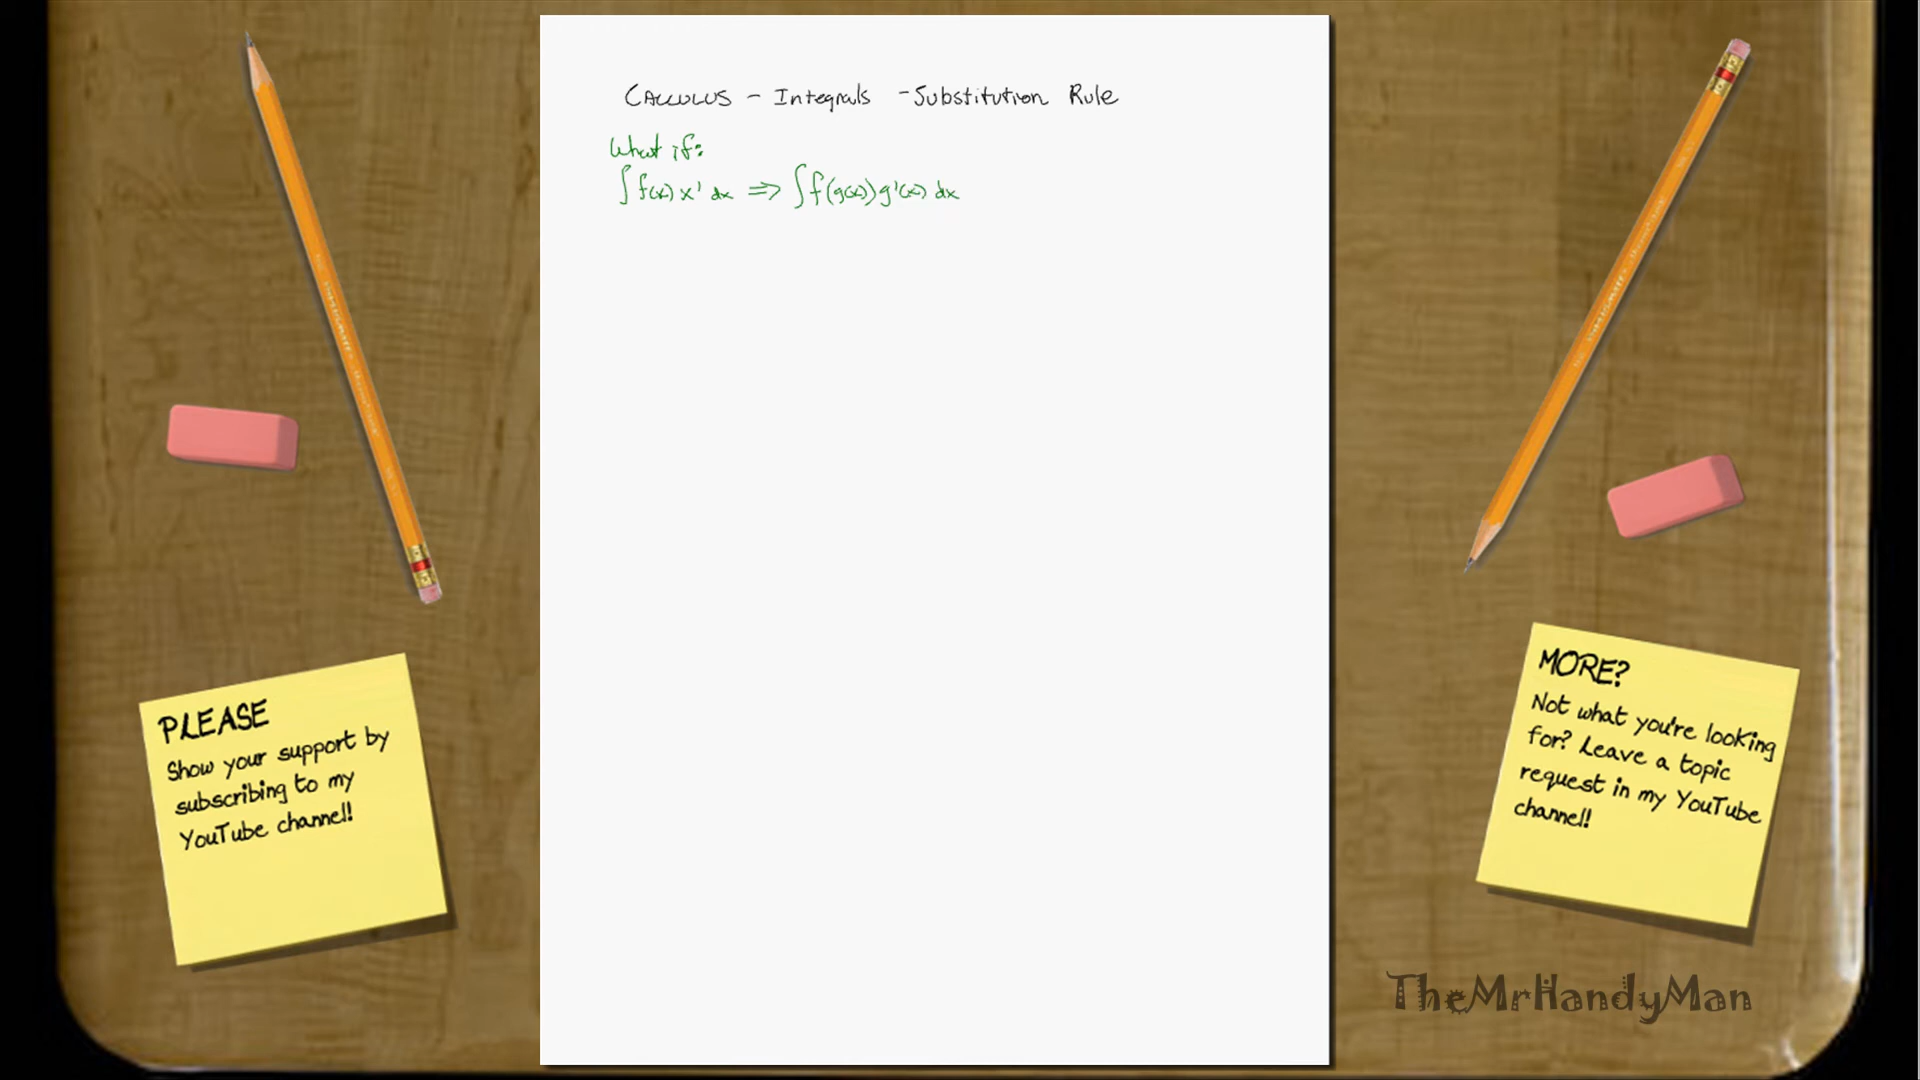 CALCULUS - Integrals - Substitution Rule
What if:
∫ f(x) x' dx ⇒ ∫ f(g(x)) g'(x) dx
PLEASE
Show your support by
subscribing to my
YouTube channel!
MORE?
Not what you're looking
for? Leave a topic
request in my YouTube
channel!
TheMrHandyMan